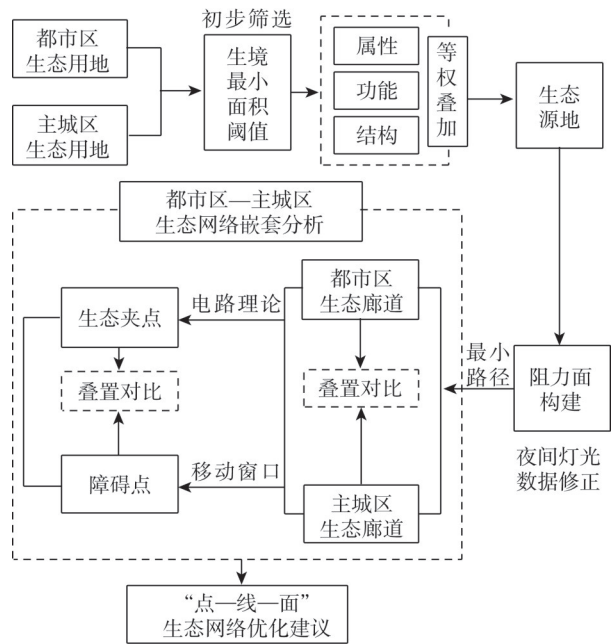 初步筛选
都市区
生态用地
主城区
生态用地
生境
最小
面积
阈值
属性
功能
结构
等
权
叠
加
生态
源地
都市区—主城区
生态网络嵌套分析
生态夹点
电路理论
都市区
生态廊道
叠置对比
叠置对比
最小
路径
阻力面
构建
夜间灯光
数据修正
障碍点
移动窗口
主城区
生态廊道
“点—线—面”
生态网络优化建议